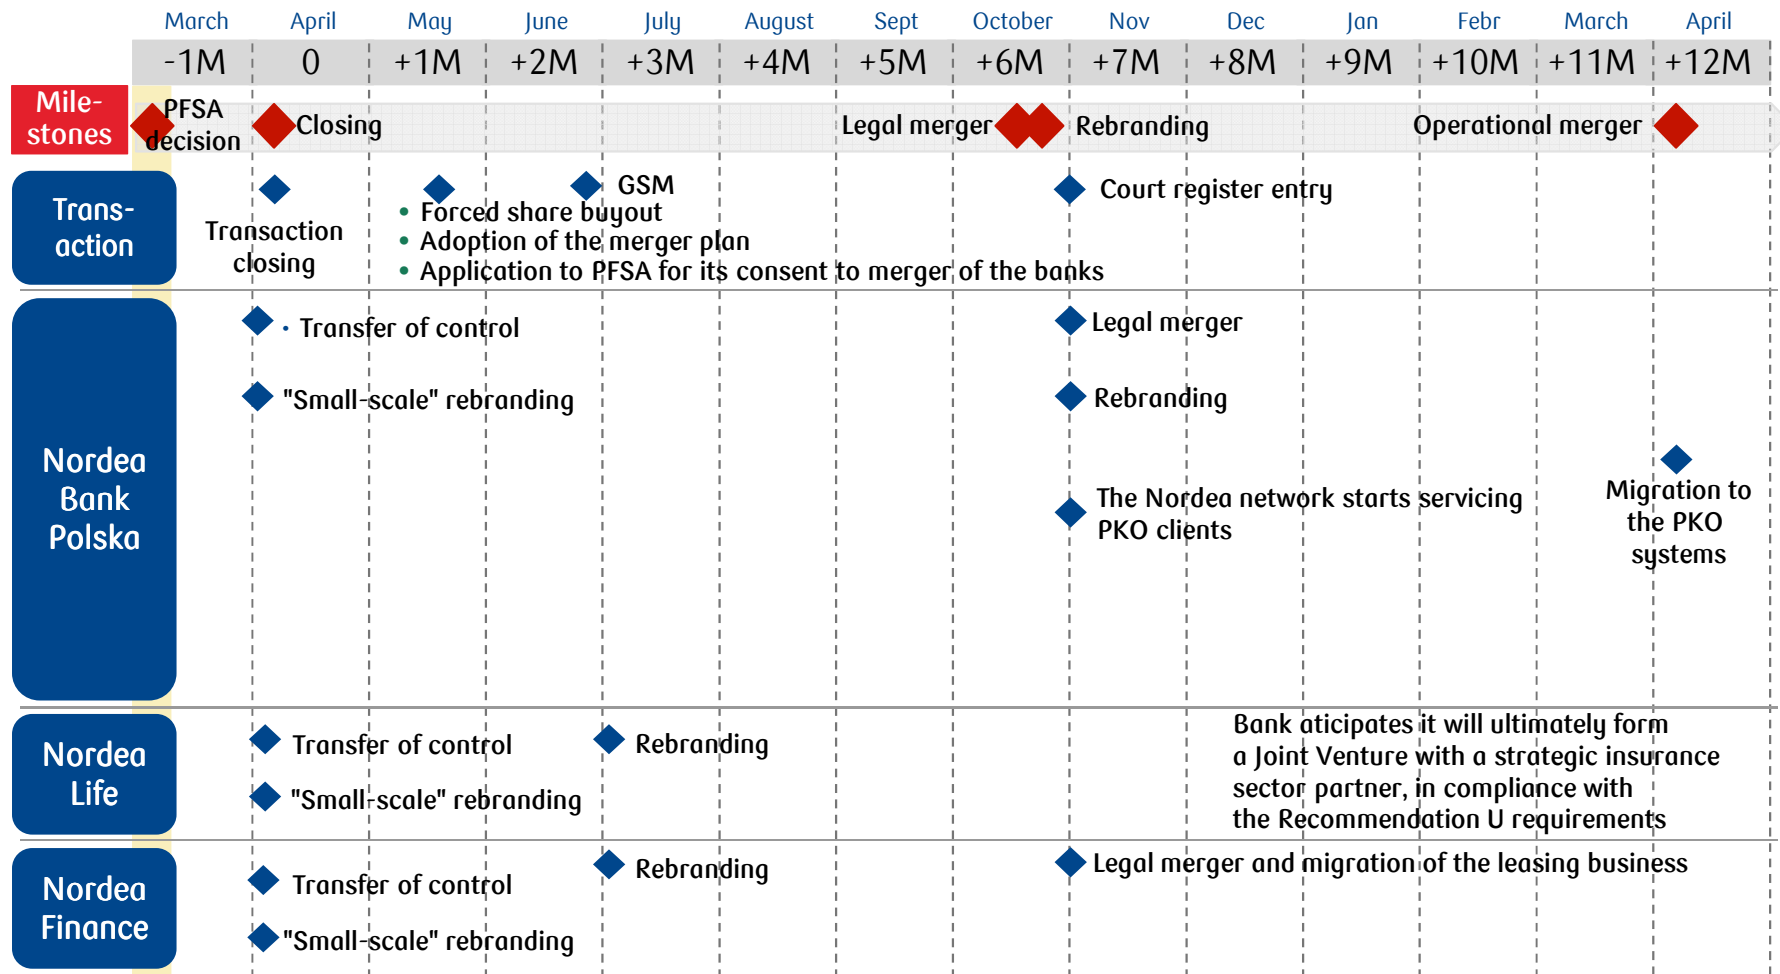 March April May June July August Sept October Nov Dec Jan Febr March April
-1M 0 +1M +2M +3M +4M +5M +6M +7M +8M +9M +10M +11M +12M
Mile-
stones
PFSA
decision
Closing
Legal merger
Rebranding
Operational merger
Trans-
action
Transaction
closing
GSM
• Forced share buyout
• Adoption of the merger plan
• Application to PFSA for its consent to merger of the banks
Court register entry
Nordea
Bank
Polska
· Transfer of control
"Small-scale" rebranding
Legal merger
Rebranding
The Nordea network starts servicing
PKO clients
Migration to
the PKO
systems
Nordea
Life
Transfer of control
"Small-scale" rebranding
Rebranding
Bank aticipates it will ultimately form
a Joint Venture with a strategic insurance
sector partner, in compliance with
the Recommendation U requirements
Nordea
Finance
Transfer of control
"Small-scale" rebranding
Rebranding
Legal merger and migration of the leasing business